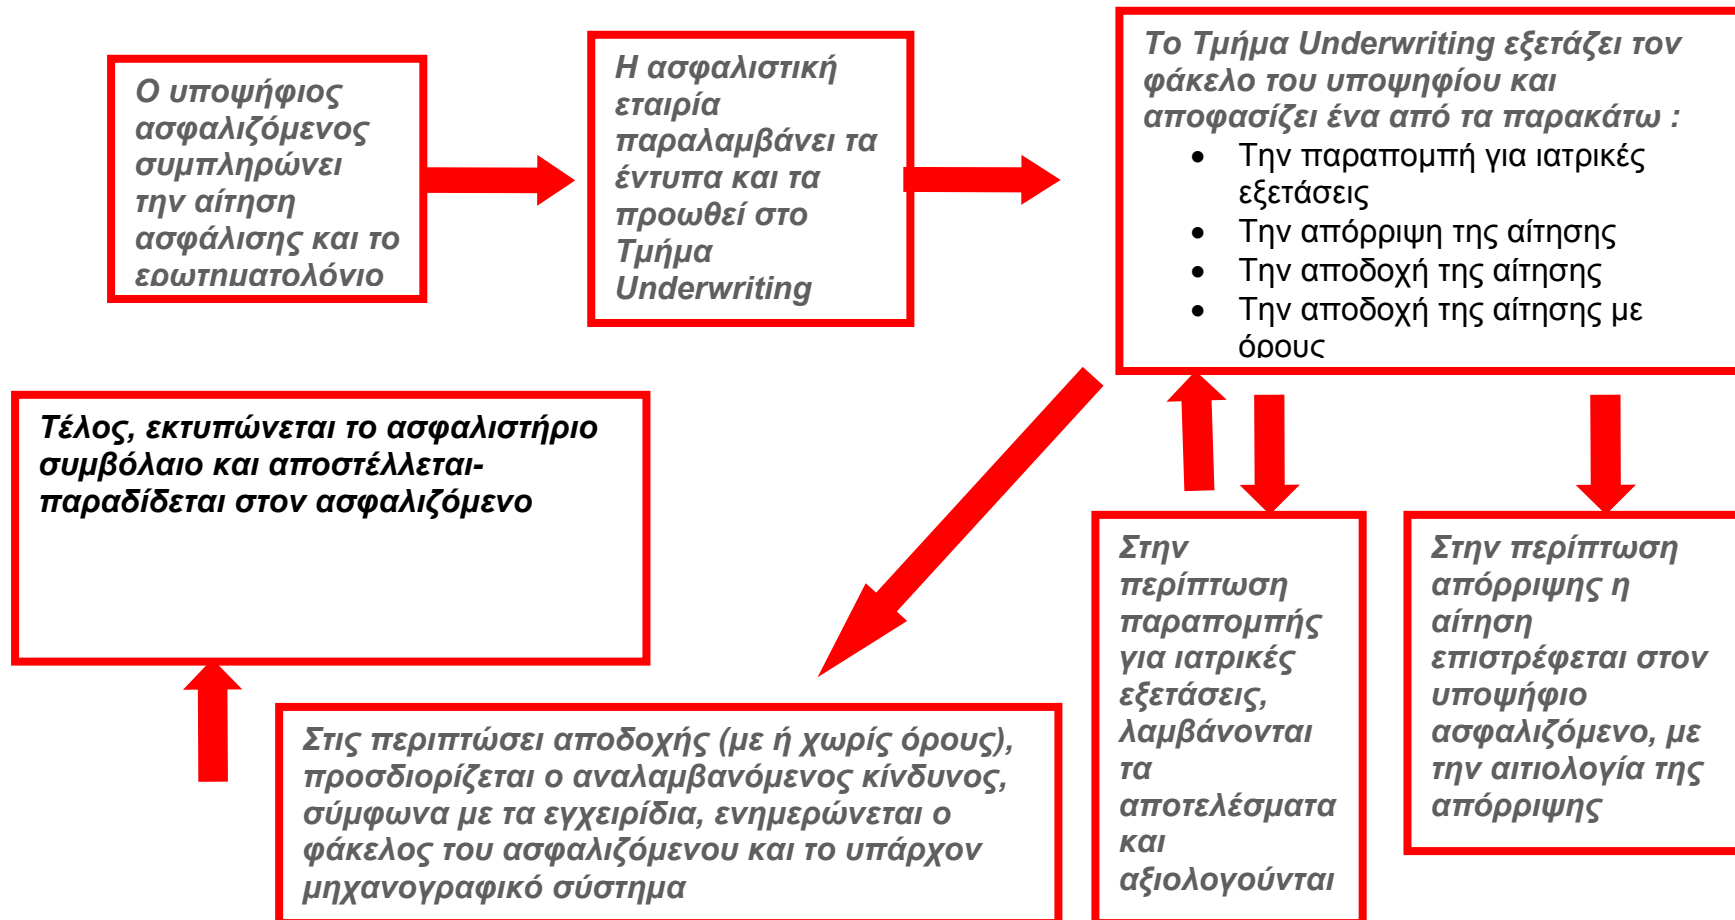 Ο υποψήφιος
ασφαλιζόμενος
συμπληρώνει
την αίτηση
ασφάλισης και το
ερωτηματολόγιο
Η ασφαλιστική
εταιρία
παραλαμβάνει τα
έντυπα και τα
προωθεί στο
Τμήμα
Underwriting
Το Τμήμα Underwriting εξετάζει τον
φάκελο του υποψηφίου και
αποφασίζει ένα από τα παρακάτω :
• Την παραπομπή για ιατρικές
εξετάσεις
• Την απόρριψη της αίτησης
• Την αποδοχή της αίτησης
• Την αποδοχή της αίτησης με
όρους
Τέλος, εκτυπώνεται το ασφαλιστήριο
συμβόλαιο και αποστέλλεται-
παραδίδεται στον ασφαλιζόμενο
Στην
περίπτωση
παραπομπής
για ιατρικές
εξετάσεις,
λαμβάνονται
τα
αποτελέσματα
και
αξιολογούνται
Στην περίπτωση
απόρριψης η
αίτηση
επιστρέφεται στον
υποψήφιο
ασφαλιζόμενο, με
την αιτιολογία της
απόρριψης
Στις περιπτώσει αποδοχής (με ή χωρίς όρους),
προσδιορίζεται ο αναλαμβανόμενος κίνδυνος,
σύμφωνα με τα εγχειρίδια, ενημερώνεται ο
φάκελος του ασφαλιζόμενου και το υπάρχον
μηχανογραφικό σύστημα